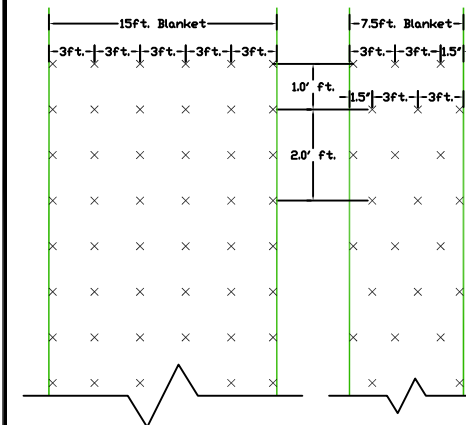 15ft. Blanket
7.5ft. Blanket
3ft. 3ft. 3ft. 3ft. 3ft.
3ft. 3ft. 1.5"
1.0' ft.
1.5" 3ft. 3ft.
2.0' ft.